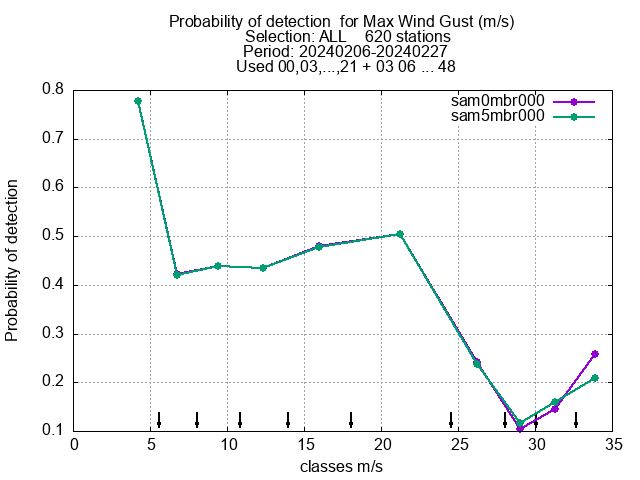 Probability of detection  for Max Wind Gust (m/s)
Selection: ALL    620 stations
Period: 20240206-20240227
Used 00,03,...,21 + 03 06 ... 48
sam0mbr000
sam5mbr000
0.8
0.7
0.6
0.5
0.4
0.3
0.2
0.1
Probability of detection
0 5 10 15 20 25 30 35
classes m/s